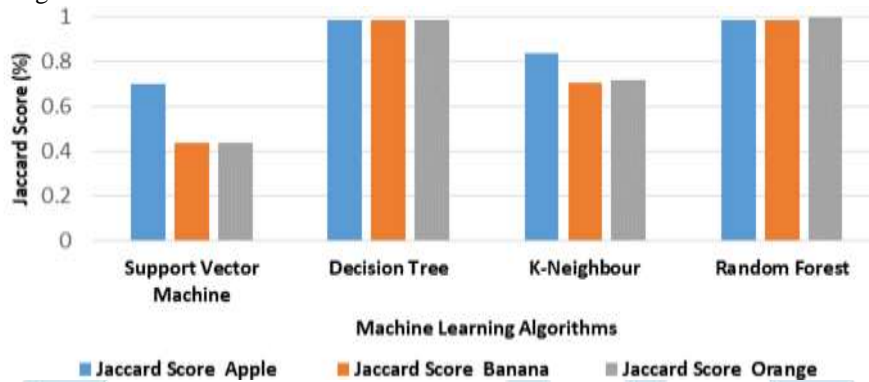 Jaccard Score (%)
1
0.8
0.6
0.4
0.2
0
Support Vector
Machine
Decision Tree
K-Neighbour
Random Forest
Machine Learning Algorithms
Jaccard Score Apple
Jaccard Score Banana
Jaccard Score Orange